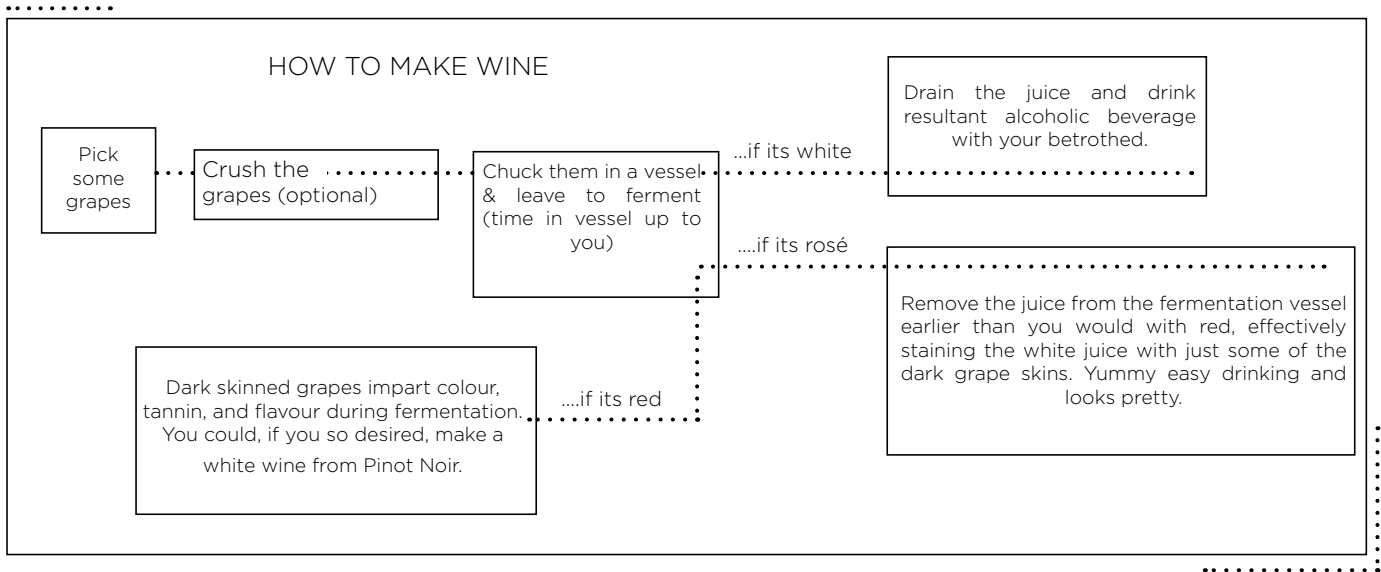 HOW TO MAKE WINE
Pick
some
grapes
Crush the
grapes (optional)
Chuck them in a vessel
& leave to ferment
(time in vessel up to
you)
...if its white
Drain the juice and drink
resultant alcoholic beverage
with your betrothed.
....if its rosé
Remove the juice from the fermentation vessel
earlier than you would with red, effectively
staining the white juice with just some of the
dark grape skins. Yummy easy drinking and
looks pretty.
....if its red
Dark skinned grapes impart colour,
tannin, and flavour during fermentation.
You could, if you so desired, make a
white wine from Pinot Noir.